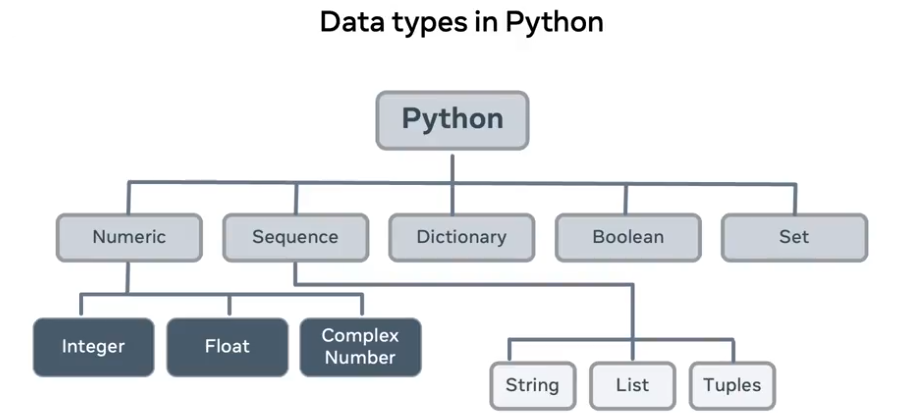 Data types in Python
Python
Numeric
Sequence
Dictionary
Boolean
Set
Integer
Float
Complex
Number
String
List
Tuples